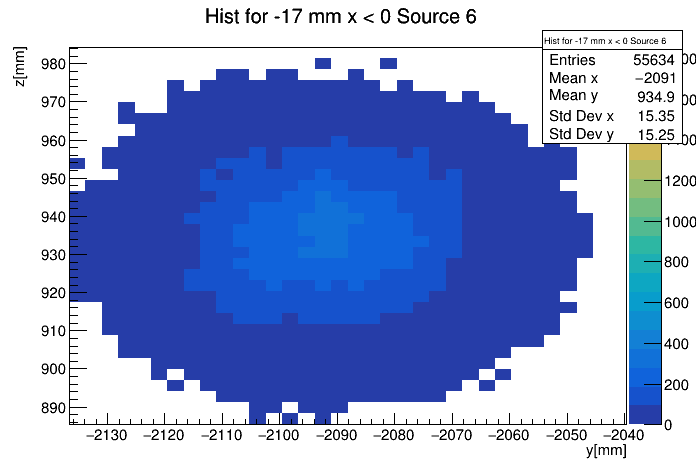 Hist for -17 mm x < 0 Source 6
Hist for -17 mm x < 0 Source 6
Entries 55634
Mean x −2091
Mean y 934.9
Std Dev x 15.35
Std Dev y 15.25
z[mm]
980
970
960
950
940
930
920
910
900
890
−2130 −2120 −2110 −2100 −2090 −2080 −2070 −2060 −2050 −2040
y[mm]
1200
1000
800
600
400
200
0